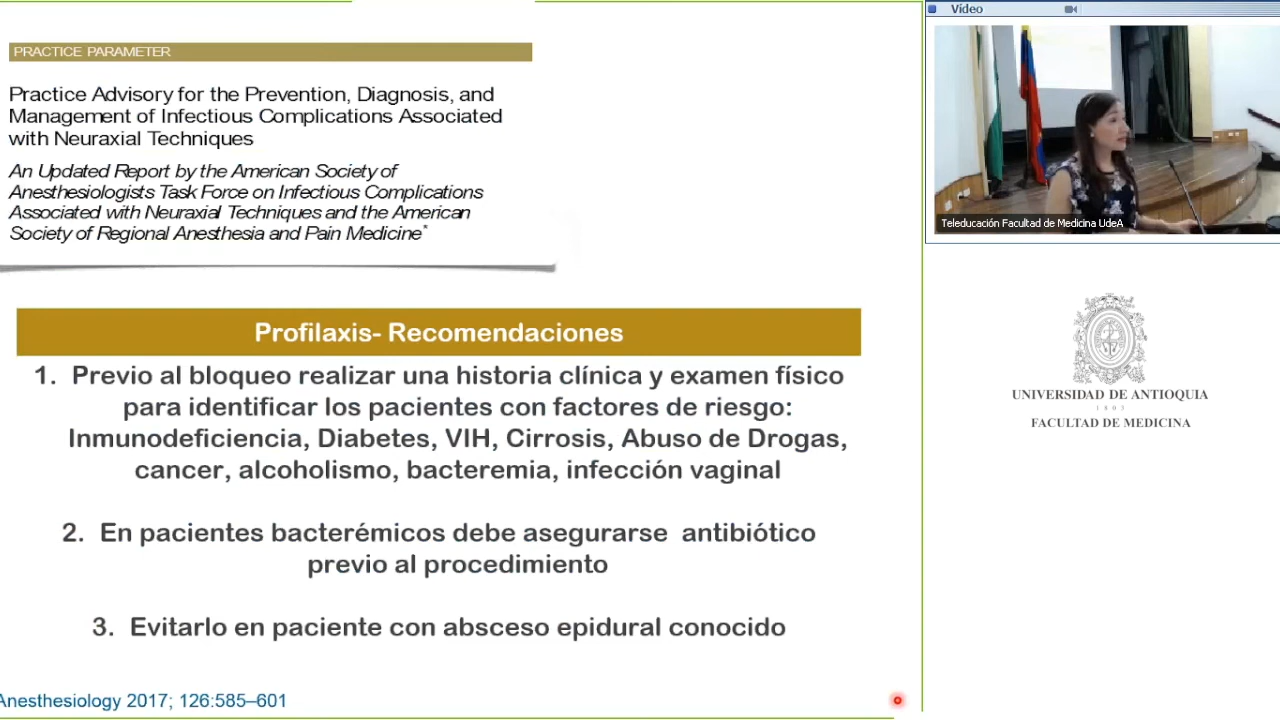 PRACTICE PARAMETER
Practice Advisory for the Prevention, Diagnosis, and
Management of Infectious Complications Associated
with Neuraxial Techniques
An Updated Report by the American Society of
Anesthesiologists Task Force on Infectious Complications
Associated with Neuraxial Techniques and the American
Society of Regional Anesthesia and Pain Medicine*
Profilaxis- Recomendaciones
1. Previo al bloqueo realizar una historia clínica y examen físico
para identificar los pacientes con factores de riesgo:
Inmunodeficiencia, Diabetes, VIH, Cirrosis, Abuso de Drogas,
cancer, alcoholismo, bacteremia, infección vaginal
2. En pacientes bacterémicos debe asegurarse antibiótico
previo al procedimiento
3. Evitarlo en paciente con absceso epidural conocido
Anesthesiology 2017; 126:585–601
Vídeo
Teleducación Facultad de Medicina UdeA
UNIVERSIDAD DE ANTIOQUIA
1803
FACULTAD DE MEDICINA